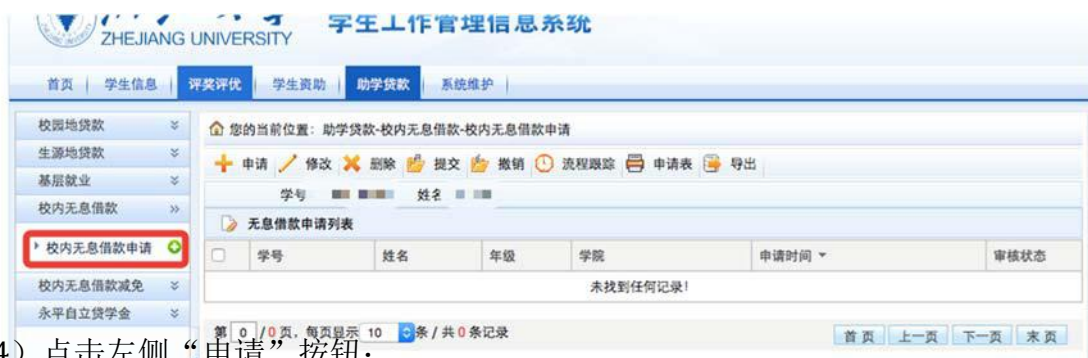 ZHEJIANG UNIVERSITY 学生工作管理信息系统
首页 学生信息 评奖评优 学生资助 助学贷款 系统维护
校园地贷款
生源地贷款
基层就业
校内无息借款
校内无息借款申请
校内无息借款减免
永平自立贷学金
您的当前位置：助学贷款-校内无息借款-校内无息借款申请
申请 修改 删除 提交 撤销 流程跟踪 申请表 导出
学号 姓名
无息借款申请列表
学号 姓名 年级 学院 申请时间 审核状态
未找到任何记录!
第 0 / 0 页，每页显示 10 条 / 共 0 条记录 首页 上一页 下一页 末页
4）点击左侧“申请”按钮；